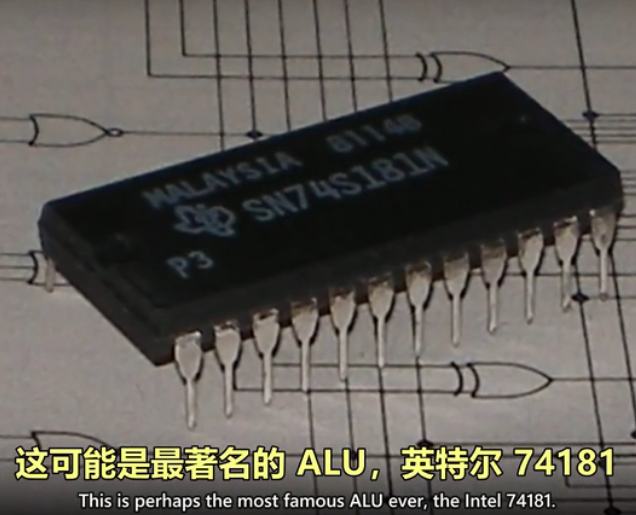 MALAYSIA 8114B
SN74S181N
P3
这可能是最著名的 ALU，英特尔 74181
This is perhaps the most famous ALU ever, the Intel 74181.